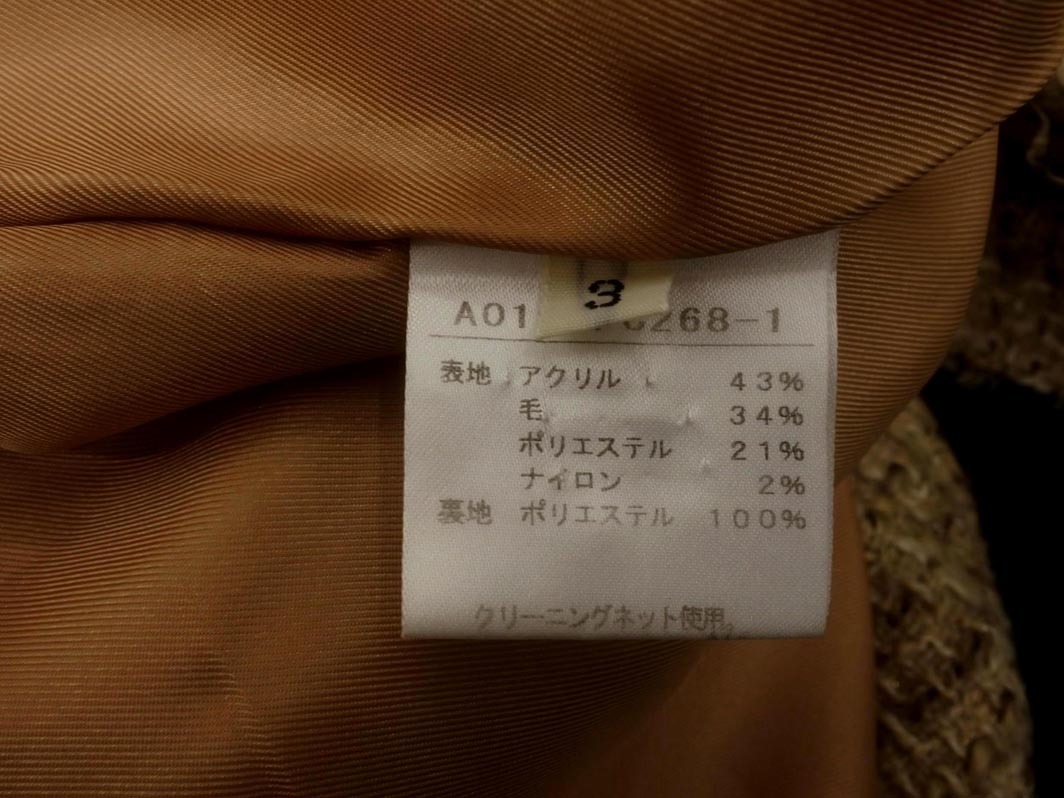 3
A01 268-1
表地 アクリル 43%
毛 34%
ポリエステル 21%
ナイロン 2%
裏地 ポリエステル 100%
クリーニングネット使用